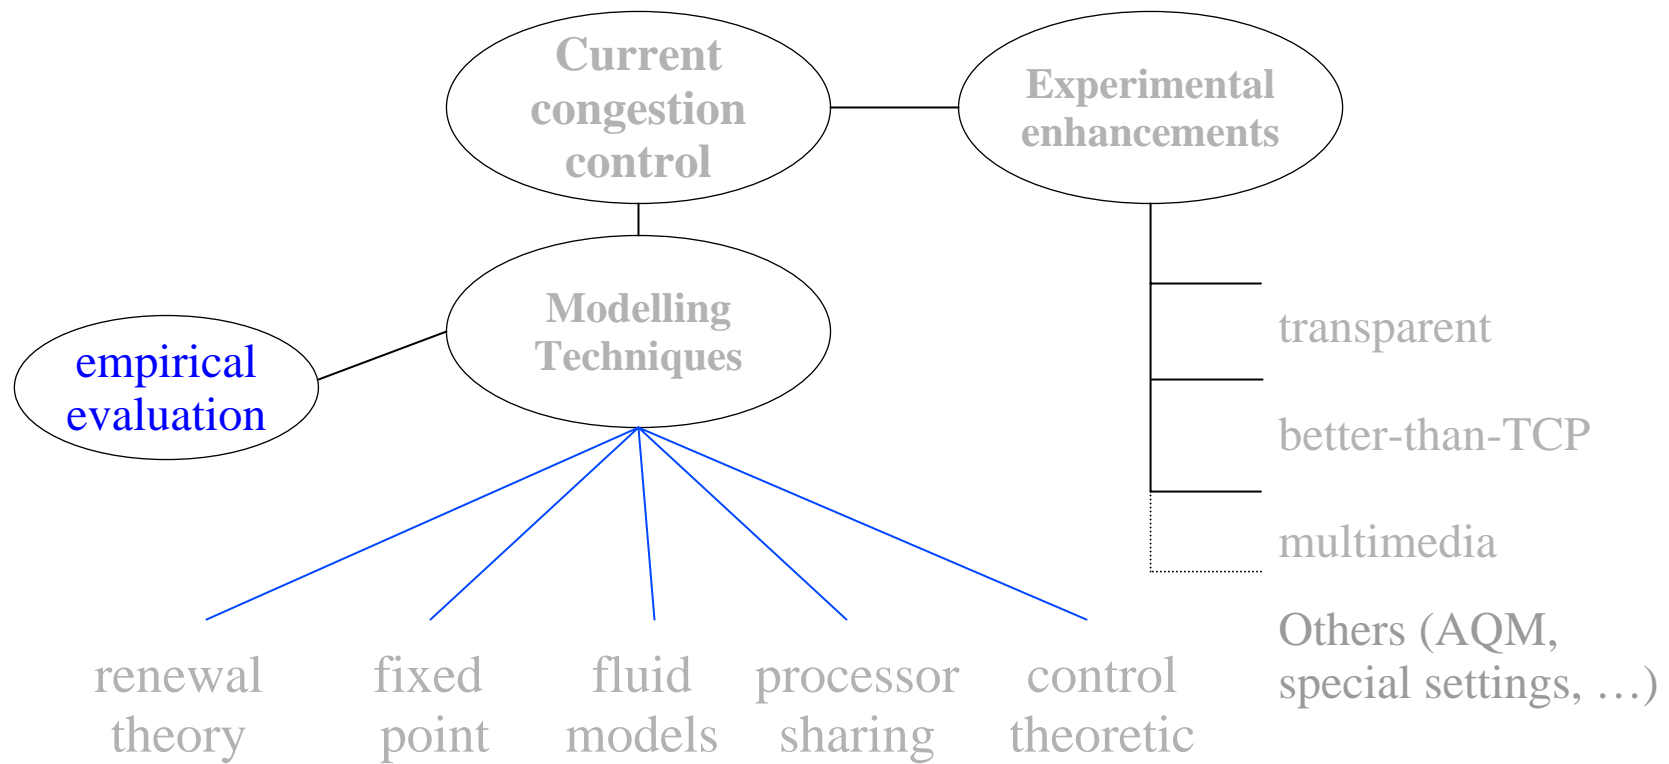 Current
congestion
control
Experimental
enhancements
Modelling
Techniques
empirical
evaluation
transparent
better-than-TCP
multimedia
Others (AQM,
special settings, …)
renewal
theory
fixed
point
fluid
models
processor
sharing
control
theoretic